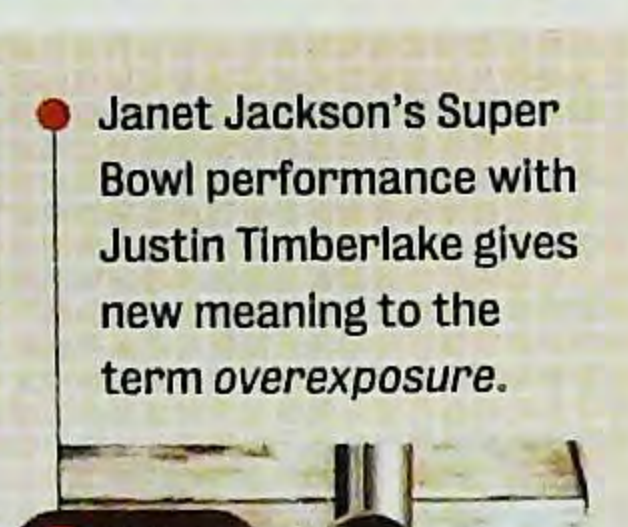 Janet Jackson's Super
Bowl performance with
Justin Timberlake gives
new meaning to the
term overexposure.